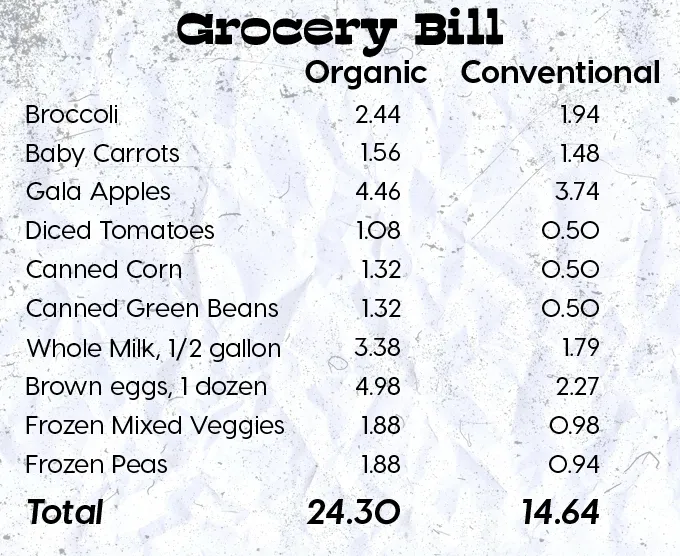 Grocery Bill
Organic Conventional
Broccoli 2.44 1.94
Baby Carrots 1.56 1.48
Gala Apples 4.46 3.74
Diced Tomatoes 1.08 0.50
Canned Corn 1.32 0.50
Canned Green Beans 1.32 0.50
Whole Milk, 1/2 gallon 3.38 1.79
Brown eggs, 1 dozen 4.98 2.27
Frozen Mixed Veggies 1.88 0.98
Frozen Peas 1.88 0.94
Total 24.30 14.64